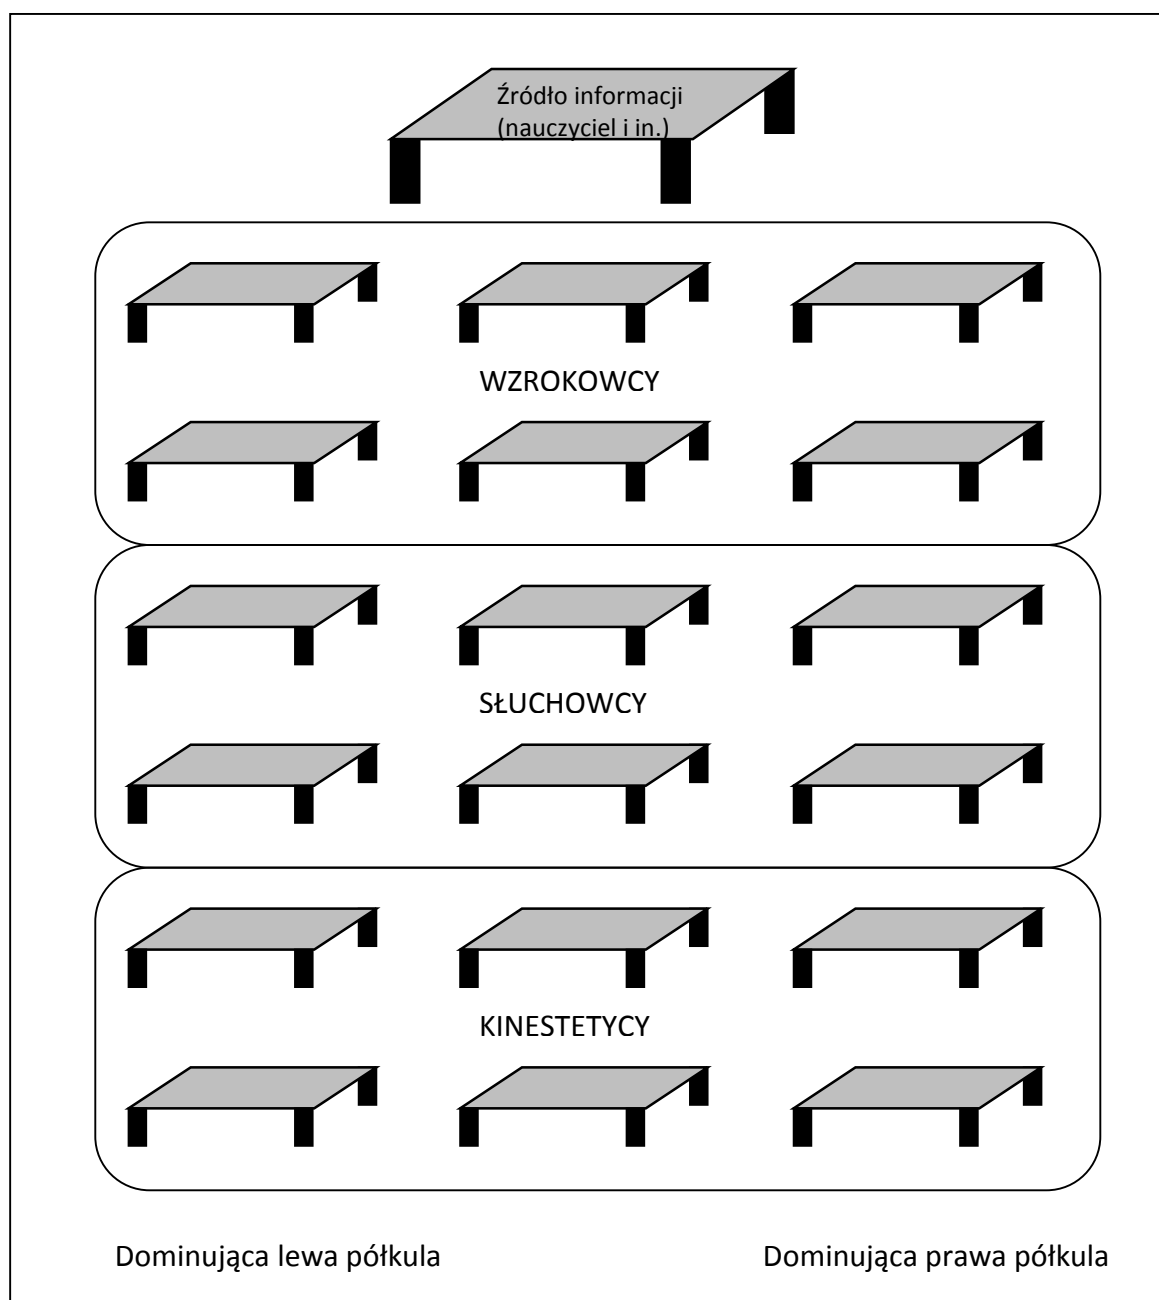 Źródło informacji
(nauczyciel i in.)
WZROKOWCY
SŁUCHOWCY
KINESTETYCY
Dominująca lewa półkula
Dominująca prawa półkula